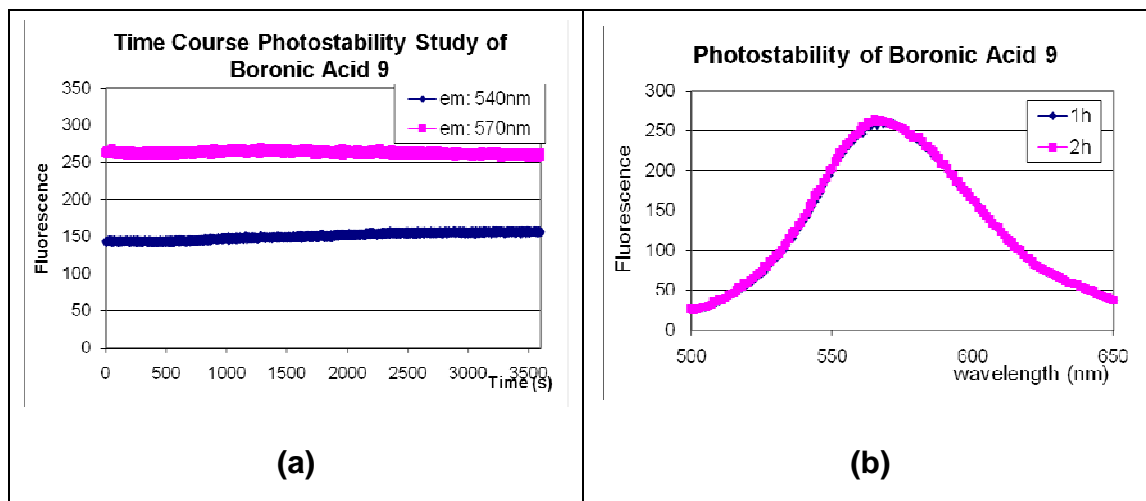 Time Course Photostability Study of
Boronic Acid 9
350
300
250
200
150
100
50
0
Fluorescence
em: 540nm
em: 570nm
0 500 1000 1500 2000 2500 3000 3500
Time (s)
(a)
Photostability of Boronic Acid 9
300
250
200
150
100
50
0
Fluorescence
1h
2h
500 550 600 650
wavelength (nm)
(b)